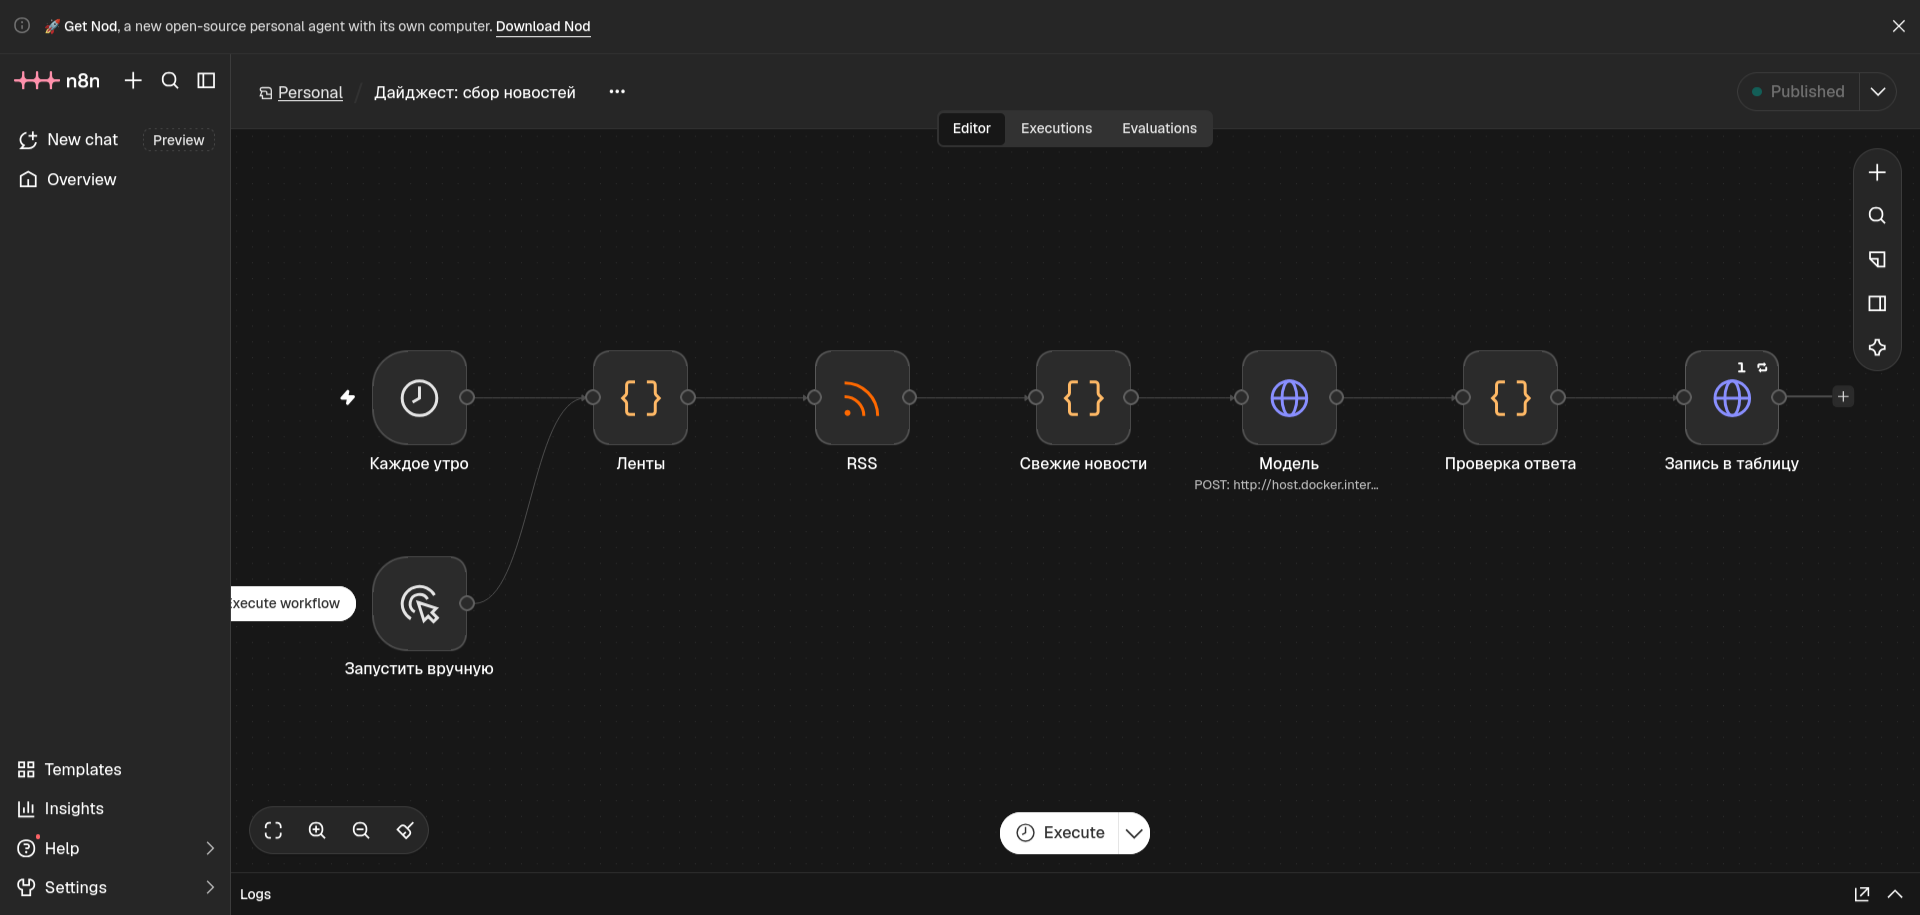 🚀 Get Nod, a new open-source personal agent with its own computer. Download Nod
n8n
Personal / Дайджест: сбор новостей
Published
Editor Executions Evaluations
New chat Preview
Overview
1
Каждое утро
Ленты
RSS
Свежие новости
Модель
POST: http://host.docker.inter...
Проверка ответа
Запись в таблицу
Execute workflow
Запустить вручную
Templates
Insights
Help
Settings
Execute
Logs